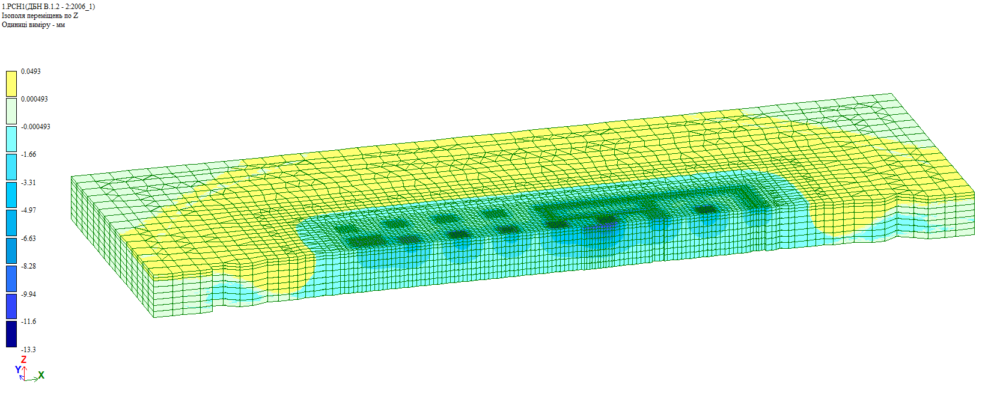 1.РСН1(ДБН В.1.2 - 2:2006_1)
Ізополя переміщень по Z
Одиниці виміру - мм
0.0493
0.000493
-0.000493
-1.66
-3.31
-4.97
-6.63
-8.28
-9.94
-11.6
-13.3
Z
Y
X